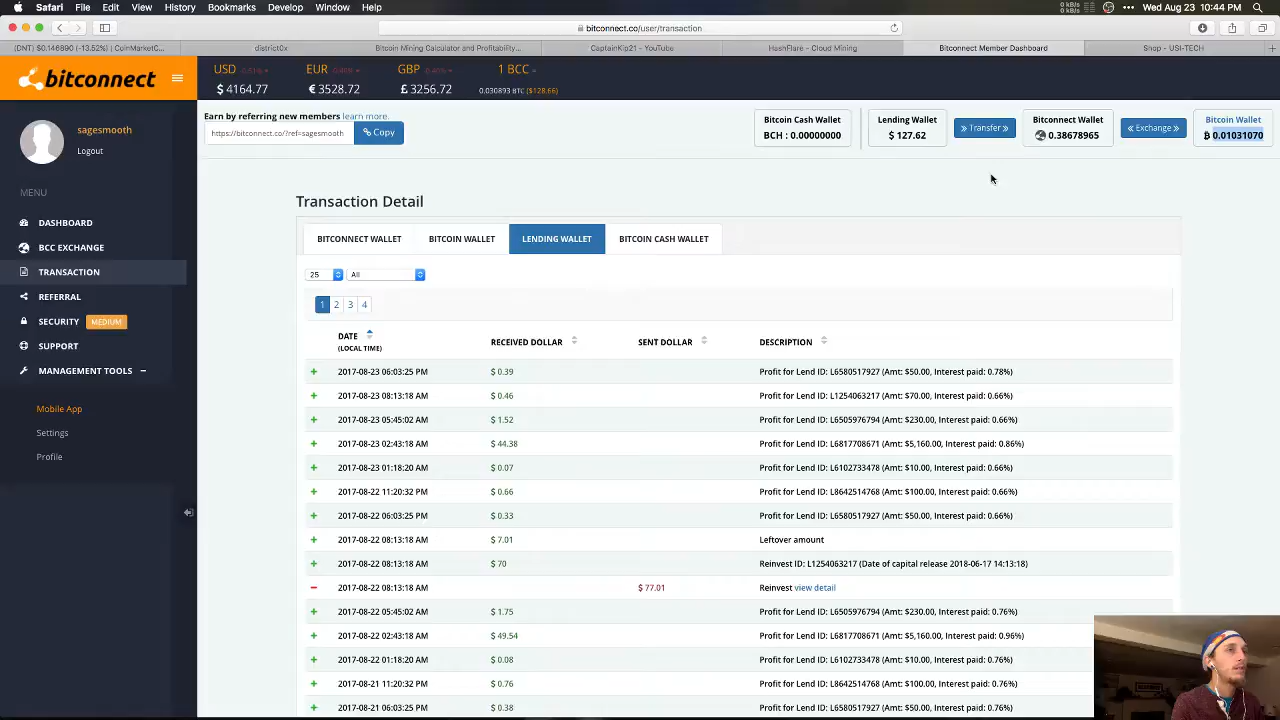 Safari File Edit View History Bookmarks Develop Window Help
0 kB/s
Wed Aug 23 10:44 PM
bitconnect.co/user/transaction
(DNT) $0.146890 (-13.52%) | CoinMarketC... district0x Bitcoin Mining Calculator and Profitability... CaptainKip21 - YouTube HashFlare - Cloud Mining Bitconnect Member Dashboard Shop - USI-TECH
bitconnect
USD EUR GBP 1 BCC
$ 4164.77 € 3528.72 £ 3256.72 0.030893 BTC ($128.66)
sagesmooth
Logout
MENU
DASHBOARD
BCC EXCHANGE
TRANSACTION
REFERRAL
SECURITY MEDIUM
SUPPORT
MANAGEMENT TOOLS
Mobile App
Settings
Profile
Earn by referring new members learn more.
https://bitconnect.co/?ref=sagesmooth Copy
Bitcoin Cash Wallet
BCH : 0.00000000
Lending Wallet
$ 127.62
Transfer
Bitconnect Wallet
0.38678965
Exchange
Bitcoin Wallet
0.01031070
Transaction Detail
BITCONNECT WALLET BITCOIN WALLET LENDING WALLET BITCOIN CASH WALLET
25 All
1 2 3 4
DATE (LOCAL TIME) RECEIVED DOLLAR SENT DOLLAR DESCRIPTION
+ 2017-08-23 06:03:25 PM $ 0.39 Profit for Lend ID: L6580517927 (Amt: $50.00, Interest paid: 0.78%)
+ 2017-08-23 08:13:18 AM $ 0.46 Profit for Lend ID: L1254063217 (Amt: $70.00, Interest paid: 0.66%)
+ 2017-08-23 05:45:02 AM $ 1.52 Profit for Lend ID: L6505976794 (Amt: $230.00, Interest paid: 0.66%)
+ 2017-08-23 02:43:18 AM $ 44.38 Profit for Lend ID: L6817708671 (Amt: $5,160.00, Interest paid: 0.86%)
+ 2017-08-23 01:18:20 AM $ 0.07 Profit for Lend ID: L6102733478 (Amt: $10.00, Interest paid: 0.66%)
+ 2017-08-22 11:20:32 PM $ 0.66 Profit for Lend ID: L8642514768 (Amt: $100.00, Interest paid: 0.66%)
+ 2017-08-22 06:03:25 PM $ 0.33 Profit for Lend ID: L6580517927 (Amt: $50.00, Interest paid: 0.66%)
+ 2017-08-22 08:13:18 AM $ 7.01 Leftover amount
+ 2017-08-22 08:13:18 AM $ 70 Reinvest ID: L1254063217 (Date of capital release 2018-06-17 14:13:18)
− 2017-08-22 08:13:18 AM $ 77.01 Reinvest view detail
+ 2017-08-22 05:45:02 AM $ 1.75 Profit for Lend ID: L6505976794 (Amt: $230.00, Interest paid: 0.76%)
+ 2017-08-22 02:43:18 AM $ 49.54 Profit for Lend ID: L6817708671 (Amt: $5,160.00, Interest paid: 0.96%)
+ 2017-08-22 01:18:20 AM $ 0.08 Profit for Lend ID: L6102733478 (Amt: $10.00, Interest paid: 0.76%)
+ 2017-08-21 11:20:32 PM $ 0.76 Profit for Lend ID: L8642514768 (Amt: $100.00, Interest paid: 0.76%)
+ 2017-08-21 06:03:25 PM $ 0.38 Profit for Lend ID: L6580517927 (Amt: $50.00, Interest paid: 0.76%)